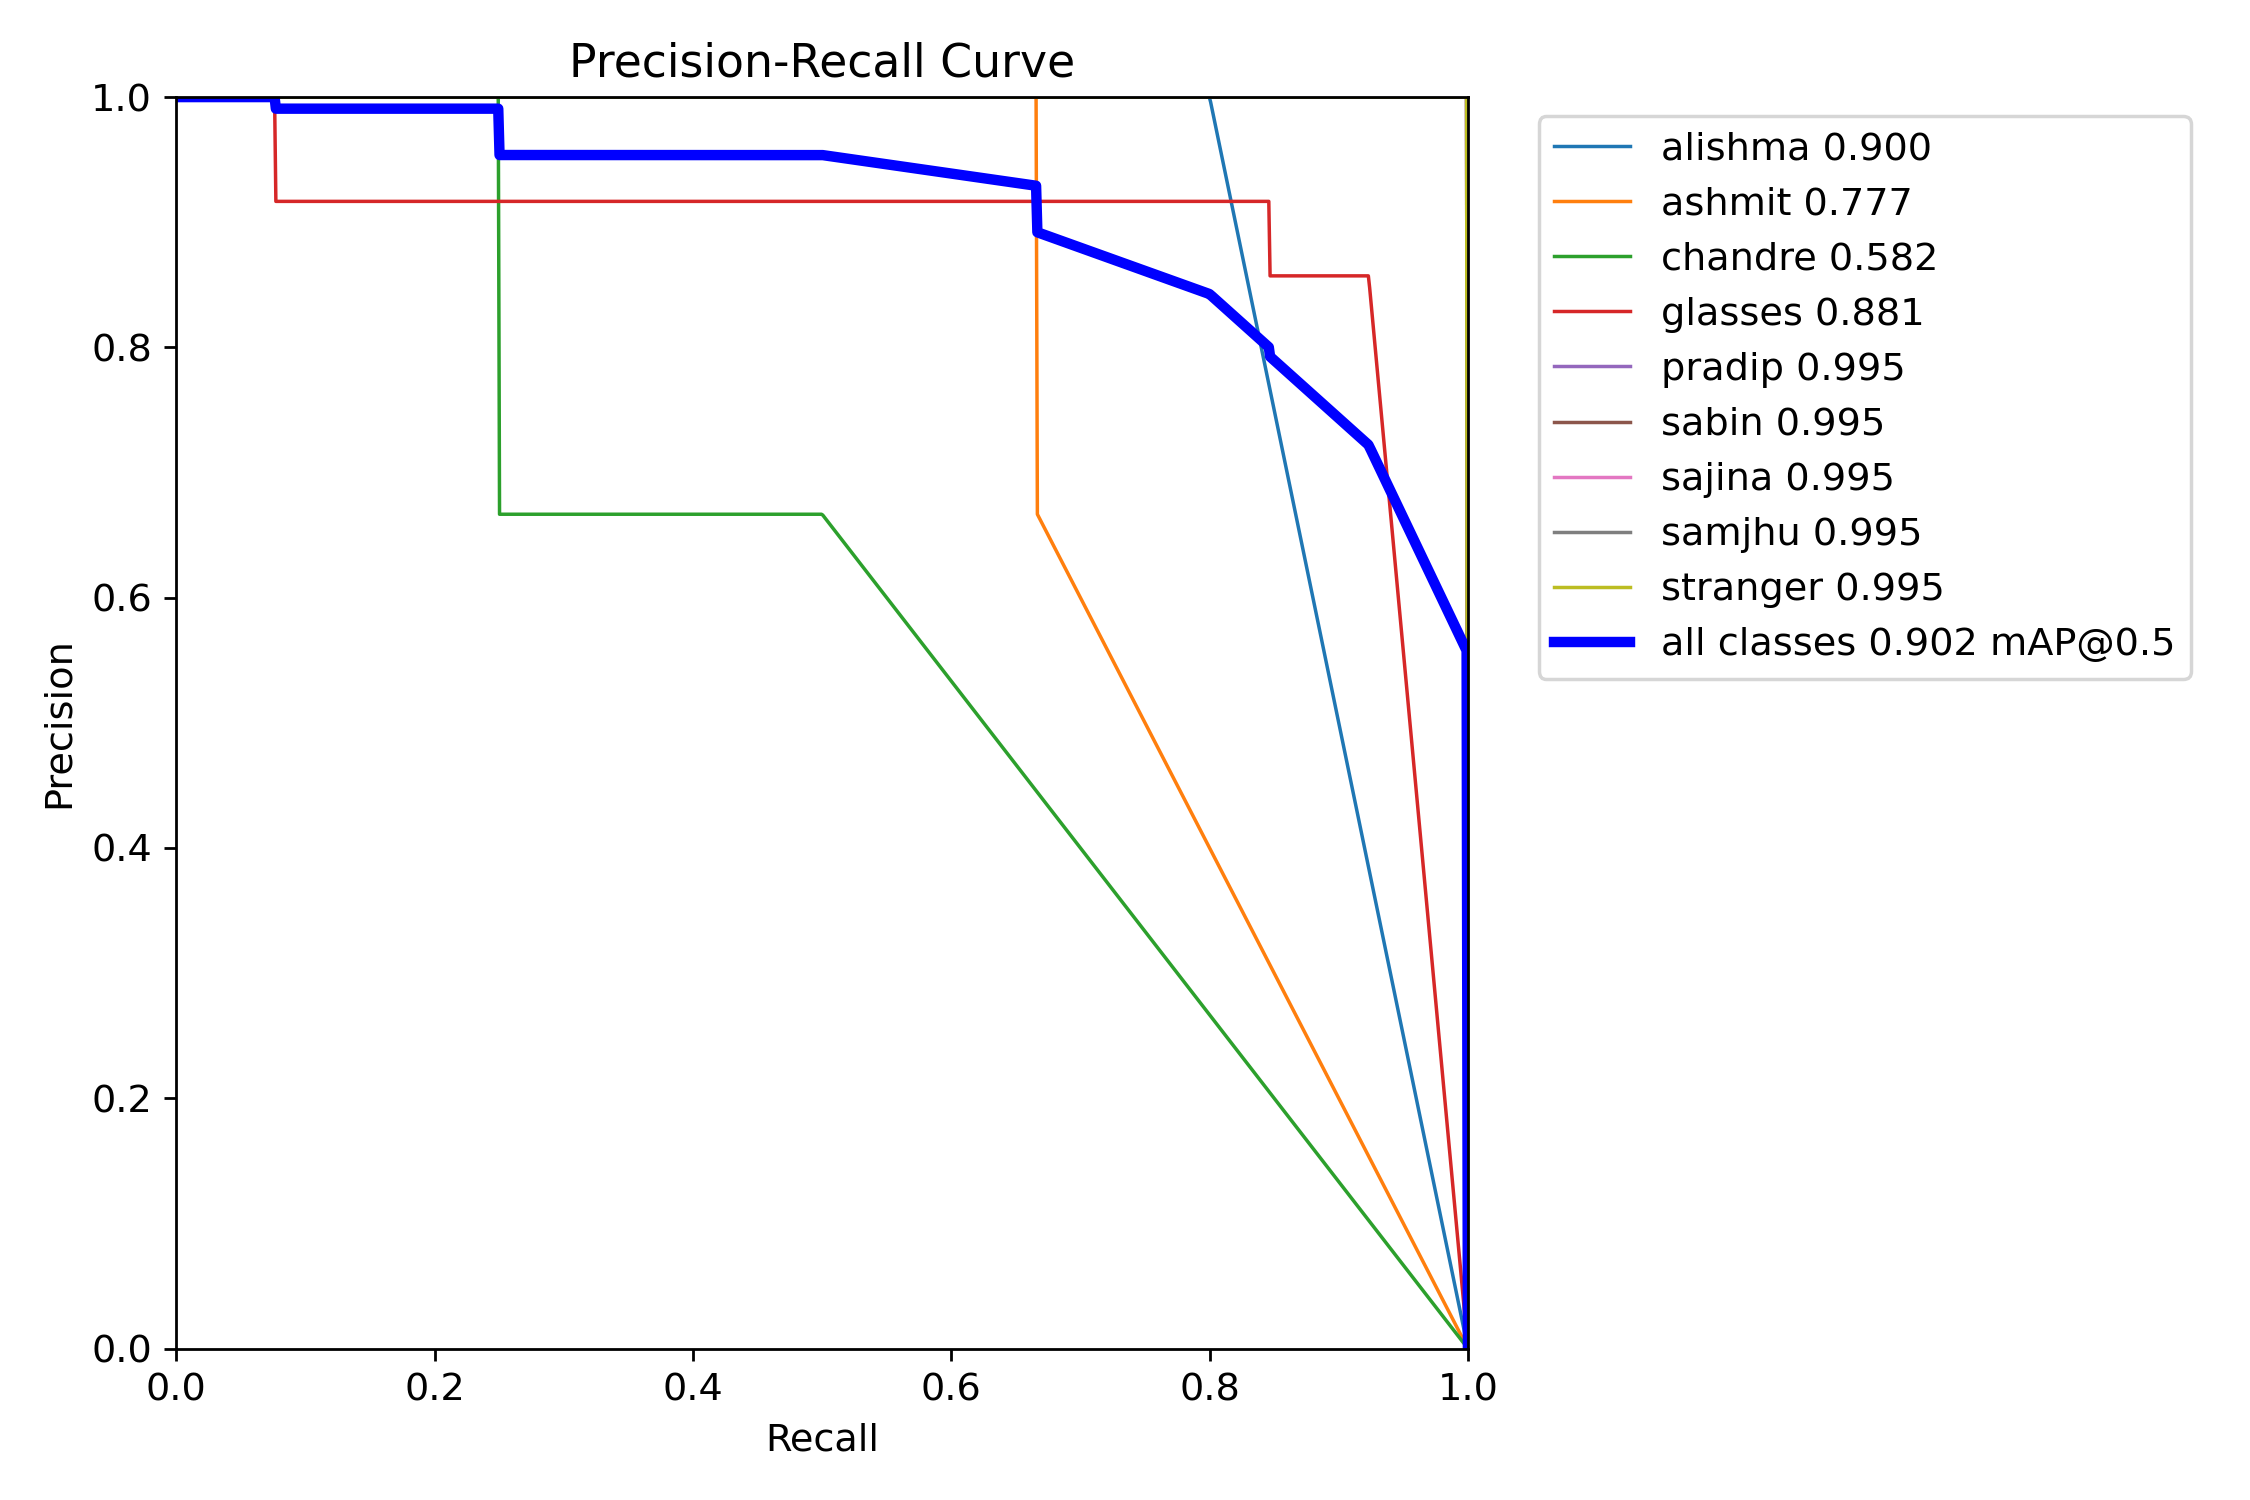 Precision-Recall Curve
1.0
0.8
0.6
0.4
0.2
0.0
Precision
0.0 0.2 0.4 0.6 0.8 1.0
Recall
alishma 0.900
ashmit 0.777
chandre 0.582
glasses 0.881
pradip 0.995
sabin 0.995
sajina 0.995
samjhu 0.995
stranger 0.995
all classes 0.902 mAP@0.5